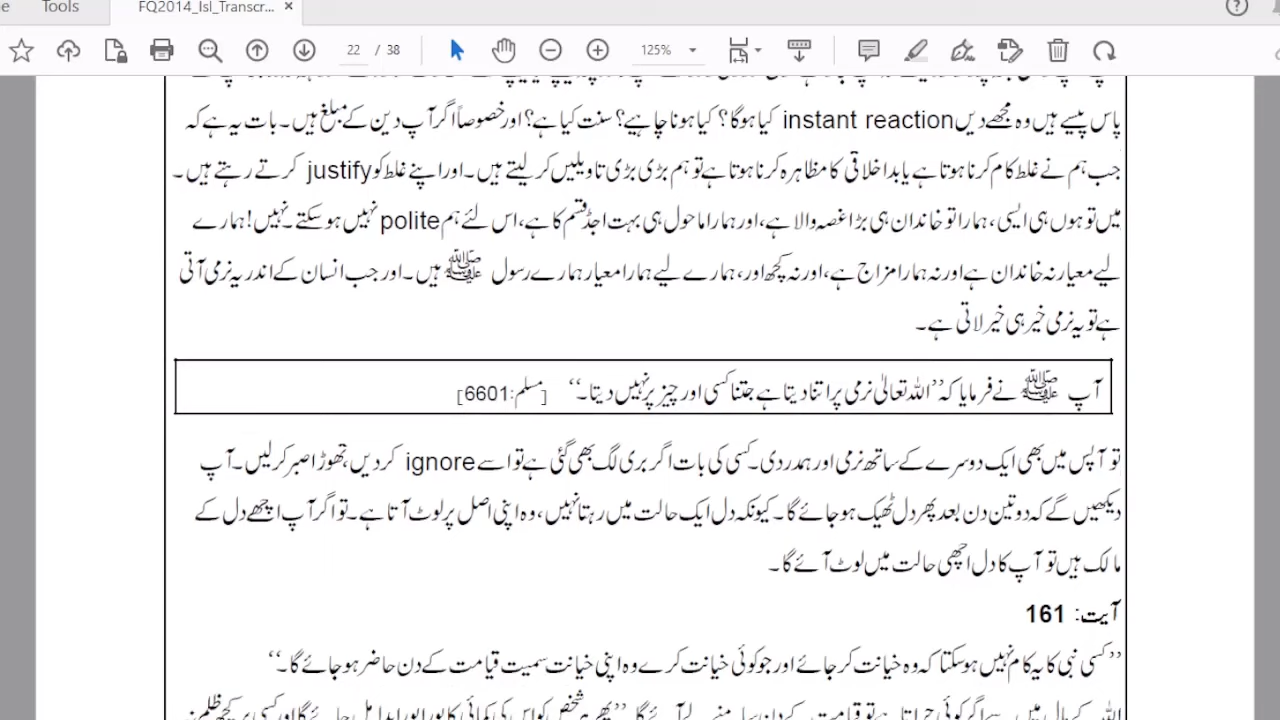 Tools
FQ2014_Isl_Transcr...
22 / 38
125%
پاس پیسے ہیں وہ مجھے دیں instant reaction کیا ہوگا؟ کیا ہونا چاہیے؟ سنت کیا ہے؟ اور خصوصاً اگر آپ دین کے مبلغ ہیں۔ بات یہ ہے کہ
جب ہم نے غلط کام کرنا ہوتا ہے یا بداخلاقی کا مظاہرہ کرنا ہوتا ہے تو ہم بڑی بڑی تاویلیں کر لیتے ہیں۔ اور اپنے غلط کو justify کرتے رہتے ہیں۔
میں تو ہوں ہی ایسی، ہمارا تو خاندان ہی بڑا غصہ والا ہے، اور ہمارا ماحول ہی بہت اجڈ قسم کا ہے، اس لئے ہم polite نہیں ہو سکتے۔ نہیں! ہمارے
لیے معیار نہ خاندان ہے اور نہ ہمارا مزاج ہے، اور نہ کچھ اور، ہمارے لیے ہمارا معیار ہمارے رسول ﷺ ہیں۔ اور جب انسان کے اندر یہ نرمی آتی
ہے تو یہ نرمی خیر ہی خیر لاتی ہے۔
آپ ﷺ نے فرمایا کہ ’’اللہ تعالیٰ نرمی پر اتنا دیتا ہے جتنا کسی اور چیز پر نہیں دیتا۔‘‘ [مسلم: 6601]
تو آپس میں بھی ایک دوسرے کے ساتھ نرمی اور ہمدردی۔ کسی کی بات اگر بری لگ بھی گئی ہے تو اسے ignore کر دیں، تھوڑا صبر کر لیں۔ آپ
دیکھیں گے کہ دو تین دن بعد پھر دل ٹھیک ہو جائے گا۔ کیونکہ دل ایک حالت میں رہتا نہیں، وہ اپنی اصل پر لوٹ آتا ہے۔ تو اگر آپ اچھے دل کے
مالک ہیں تو آپ کا دل اچھی حالت میں لوٹ آئے گا۔
آیت: 161
’’کسی نبی کا یہ کام نہیں ہو سکتا کہ وہ خیانت کر جائے اور جو کوئی خیانت کرے وہ اپنی خیانت سمیت قیامت کے دن حاضر ہو جائے گا۔‘‘